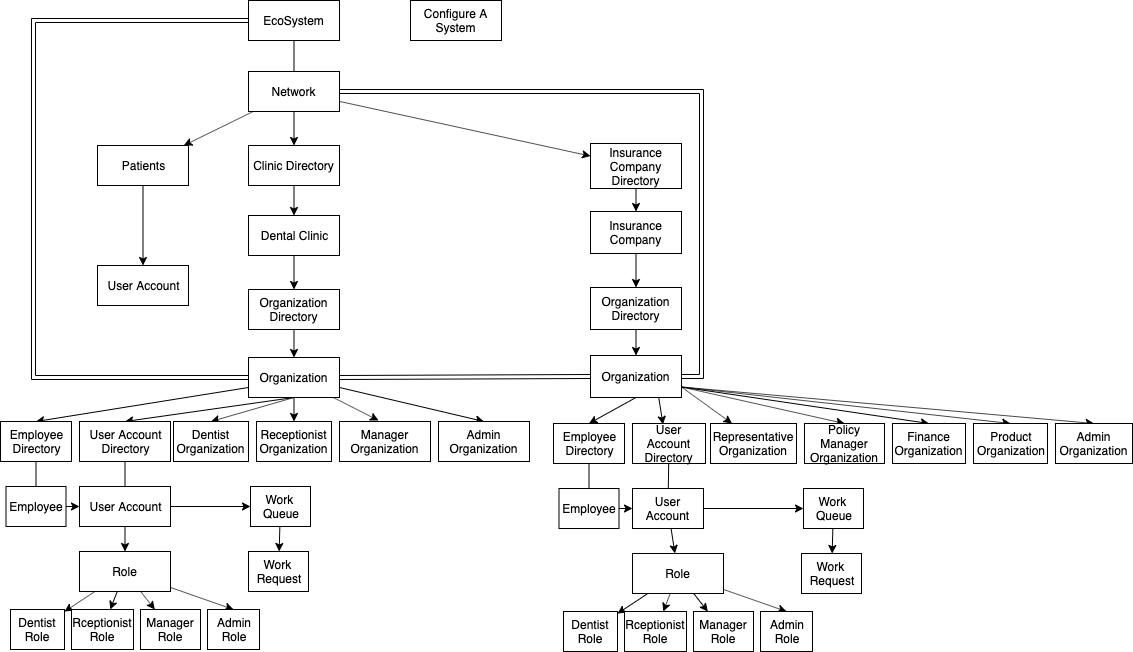 EcoSystem
Configure A
System
Network
Patients
Clinic Directory
Insurance
Company
Directory
Dental Clinic
Insurance
Company
User Account
Organization
Directory
Organization
Directory
Organization
Organization
Employee
Directory
User Account
Directory
Dentist
Organization
Receptionist
Organization
Manager
Organization
Admin
Organization
Employee
Directory
User
Account
Directory
Representative
Organization
Policy
Manager
Organization
Finance
Organization
Product
Organization
Admin
Organization
Employee
User Account
Work
Queue
Employee
User
Account
Work
Queue
Work
Request
Work
Request
Role
Role
Dentist
Role
Rceptionist
Role
Manager
Role
Admin
Role
Dentist
Role
Rceptionist
Role
Manager
Role
Admin
Role